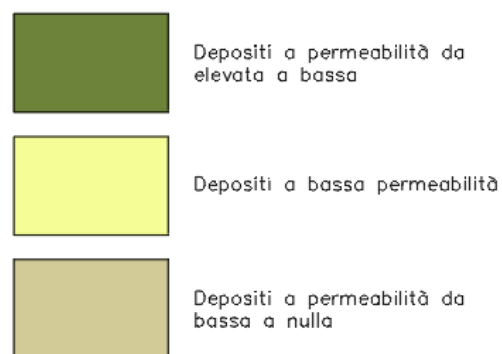 Depositi a permeabilità da
elevata a bassa
Depositi a bassa permeabilità
Depositi a permeabilità da
bassa a nulla